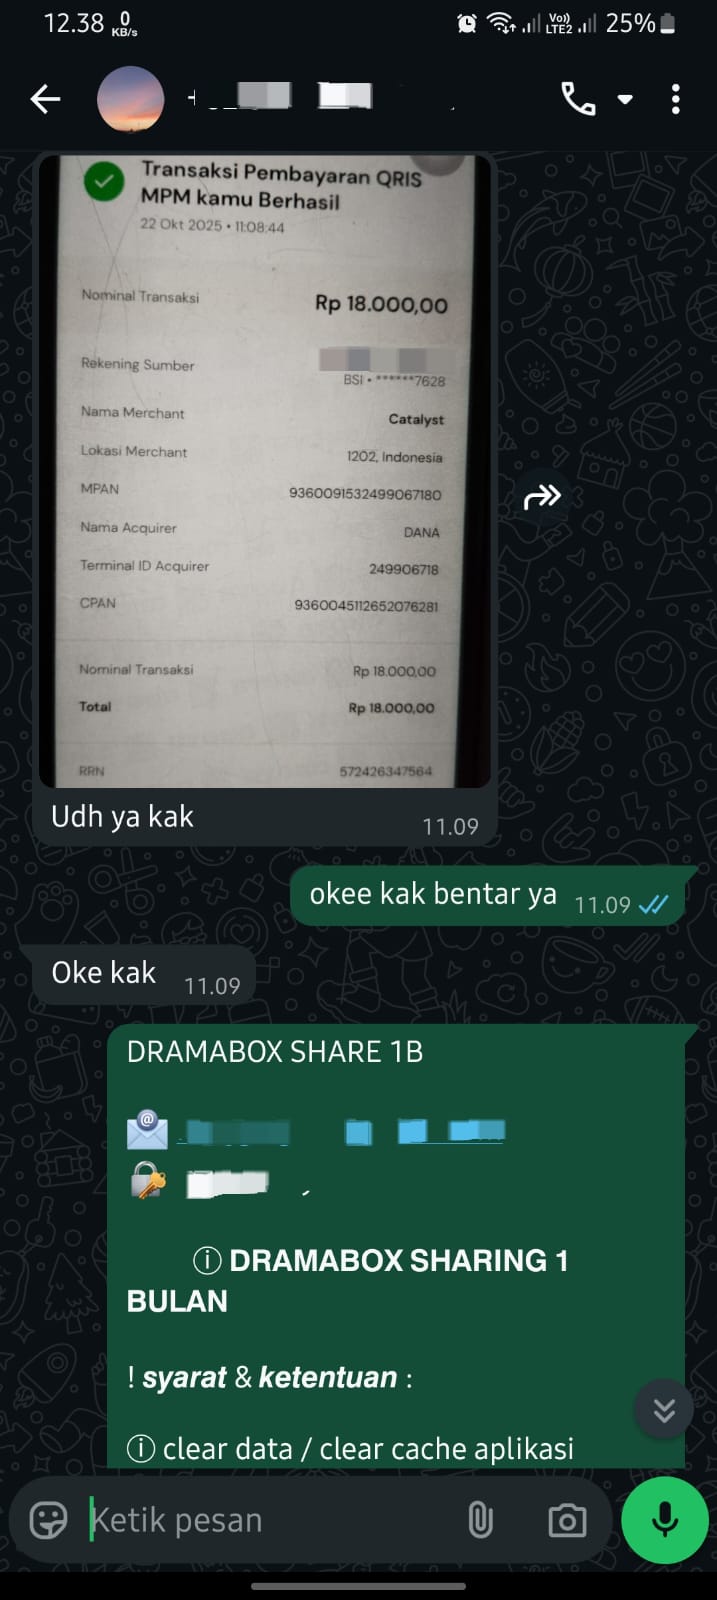 12.38 0 KB/s Vo)) LTE2 25%
Transaksi Pembayaran QRIS
MPM kamu Berhasil
22 Okt 2025 • 11:08:44
Nominal Transaksi Rp 18.000,00
Rekening Sumber
BSI • ******7628
Nama Merchant Catalyst
Lokasi Merchant 1202, Indonesia
MPAN 9360091532499067180
Nama Acquirer DANA
Terminal ID Acquirer 249906718
CPAN 9360045112652076281
Nominal Transaksi Rp 18.000,00
Total Rp 18.000,00
RRN 572426347564
Udh ya kak 11.09
okee kak bentar ya 11.09
Oke kak 11.09
DRAMABOX SHARE 1B
ⓘ DRAMABOX SHARING 1
BULAN
! syarat & ketentuan :
ⓘ clear data / clear cache aplikasi
Ketik pesan